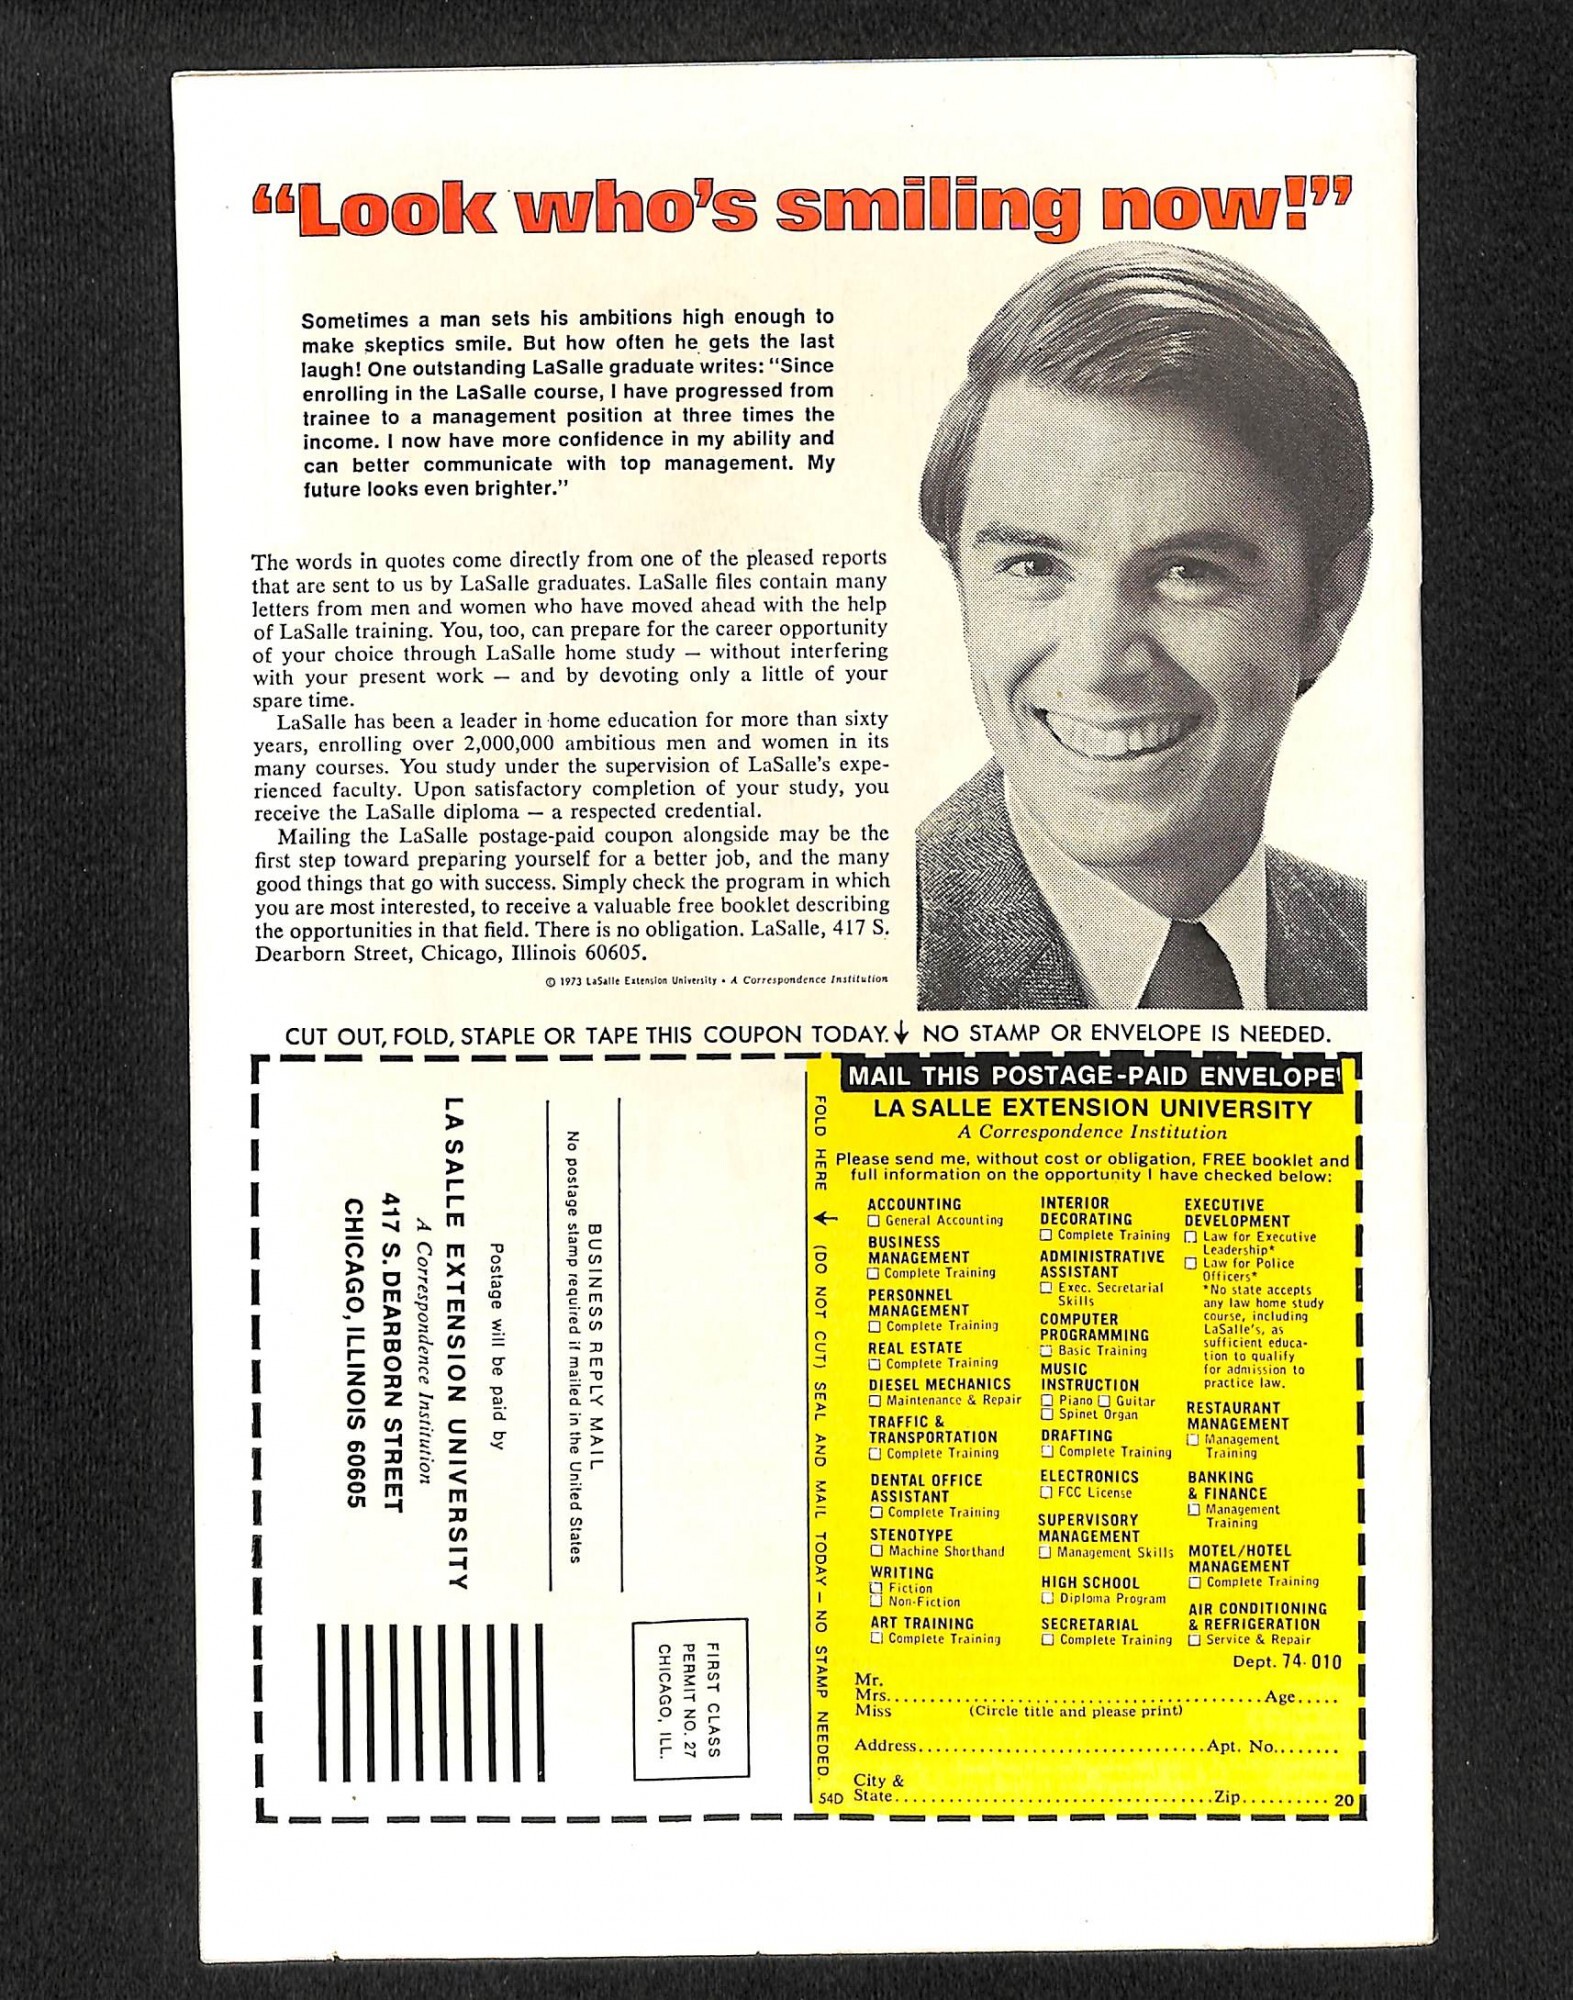 “Look who’s smiling now!”
Sometimes a man sets his ambitions high enough to
make skeptics smile. But how often he gets the last
laugh! One outstanding LaSalle graduate writes: “Since
enrolling in the LaSalle course, I have progressed from
trainee to a management position at three times the
income. I now have more confidence in my ability and
can better communicate with top management. My
future looks even brighter.”
The words in quotes come directly from one of the pleased reports
that are sent to us by LaSalle graduates. LaSalle files contain many
letters from men and women who have moved ahead with the help
of LaSalle training. You, too, can prepare for the career opportunity
of your choice through LaSalle home study — without interfering
with your present work — and by devoting only a little of your
spare time.
LaSalle has been a leader in home education for more than sixty
years, enrolling over 2,000,000 ambitious men and women in its
many courses. You study under the supervision of LaSalle’s expe-
rienced faculty. Upon satisfactory completion of your study, you
receive the LaSalle diploma — a respected credential.
Mailing the LaSalle postage-paid coupon alongside may be the
first step toward preparing yourself for a better job, and the many
good things that go with success. Simply check the program in which
you are most interested, to receive a valuable free booklet describing
the opportunities in that field. There is no obligation. LaSalle, 417 S.
Dearborn Street, Chicago, Illinois 60605.
© 1973 LaSalle Extension University • A Correspondence Institution
CUT OUT, FOLD, STAPLE OR TAPE THIS COUPON TODAY.↓ NO STAMP OR ENVELOPE IS NEEDED.
FIRST CLASS
PERMIT NO. 27
CHICAGO, ILL.
BUSINESS REPLY MAIL
No postage stamp required if mailed in the United States
Postage will be paid by
LA SALLE EXTENSION UNIVERSITY
A Correspondence Institution
417 S. DEARBORN STREET
CHICAGO, ILLINOIS 60605
FOLD HERE ↓ (DO NOT CUT) SEAL AND MAIL TODAY — NO STAMP NEEDED.
MAIL THIS POSTAGE-PAID ENVELOPE!
LA SALLE EXTENSION UNIVERSITY
A Correspondence Institution
Please send me, without cost or obligation, FREE booklet and
full information on the opportunity I have checked below:
ACCOUNTING
☐ General Accounting
BUSINESS
MANAGEMENT
☐ Complete Training
PERSONNEL
MANAGEMENT
☐ Complete Training
REAL ESTATE
☐ Complete Training
DIESEL MECHANICS
☐ Maintenance & Repair
TRAFFIC &
TRANSPORTATION
☐ Complete Training
DENTAL OFFICE
ASSISTANT
☐ Complete Training
STENOTYPE
☐ Machine Shorthand
WRITING
☐ Fiction
☐ Non-Fiction
ART TRAINING
☐ Complete Training
INTERIOR
DECORATING
☐ Complete Training
ADMINISTRATIVE
ASSISTANT
☐ Exec. Secretarial
Skills
COMPUTER
PROGRAMMING
☐ Basic Training
MUSIC
INSTRUCTION
☐ Piano ☐ Guitar
☐ Spinet Organ
DRAFTING
☐ Complete Training
ELECTRONICS
☐ FCC License
SUPERVISORY
MANAGEMENT
☐ Management Skills
HIGH SCHOOL
☐ Diploma Program
SECRETARIAL
☐ Complete Training
EXECUTIVE
DEVELOPMENT
☐ Law for Executive
Leadership*
☐ Law for Police
Officers*
*No state accepts
any law home study
course, including
LaSalle's, as
sufficient educa-
tion to qualify
for admission to
practice law.
RESTAURANT
MANAGEMENT
☐ Management
Training
BANKING
& FINANCE
☐ Management
Training
MOTEL/HOTEL
MANAGEMENT
☐ Complete Training
AIR CONDITIONING
& REFRIGERATION
☐ Service & Repair
Dept. 74-010
Mr.
Mrs. Age
Miss (Circle title and please print)
Address Apt. No.
City &
State Zip
54D
20